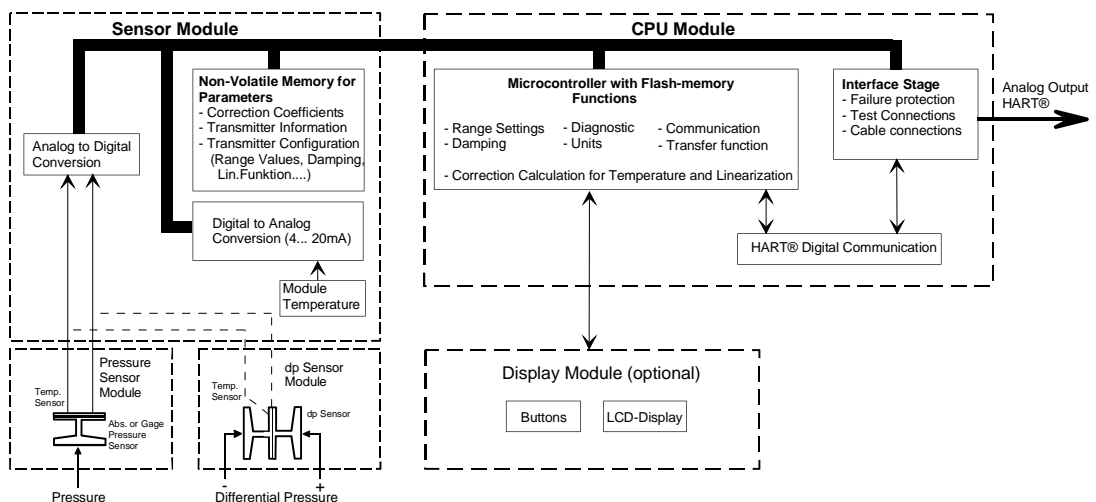 Sensor Module
CPU Module
Non-Volatile Memory for
Parameters
- Correction Coefficients
- Transmitter Information
- Transmitter Configuration
(Range Values, Damping,
Lin.Funktion....)
Analog to Digital
Conversion
Digital to Analog
Conversion (4... 20mA)
Module
Temperature
Microcontroller with Flash-memory
Functions
- Range Settings
- Damping
- Diagnostic
- Units
- Communication
- Transfer function
- Correction Calculation for Temperature and Linearization
Interface Stage
- Failure protection
- Test Connections
- Cable connections
Analog Output
HART®
HART® Digital Communication
Pressure
Sensor
Module
Temp.
Sensor
Abs. or Gage
Pressure
Sensor
Pressure
dp Sensor
Module
Temp.
Sensor
dp Sensor
- +
Differential Pressure
Display Module (optional)
Buttons
LCD-Display